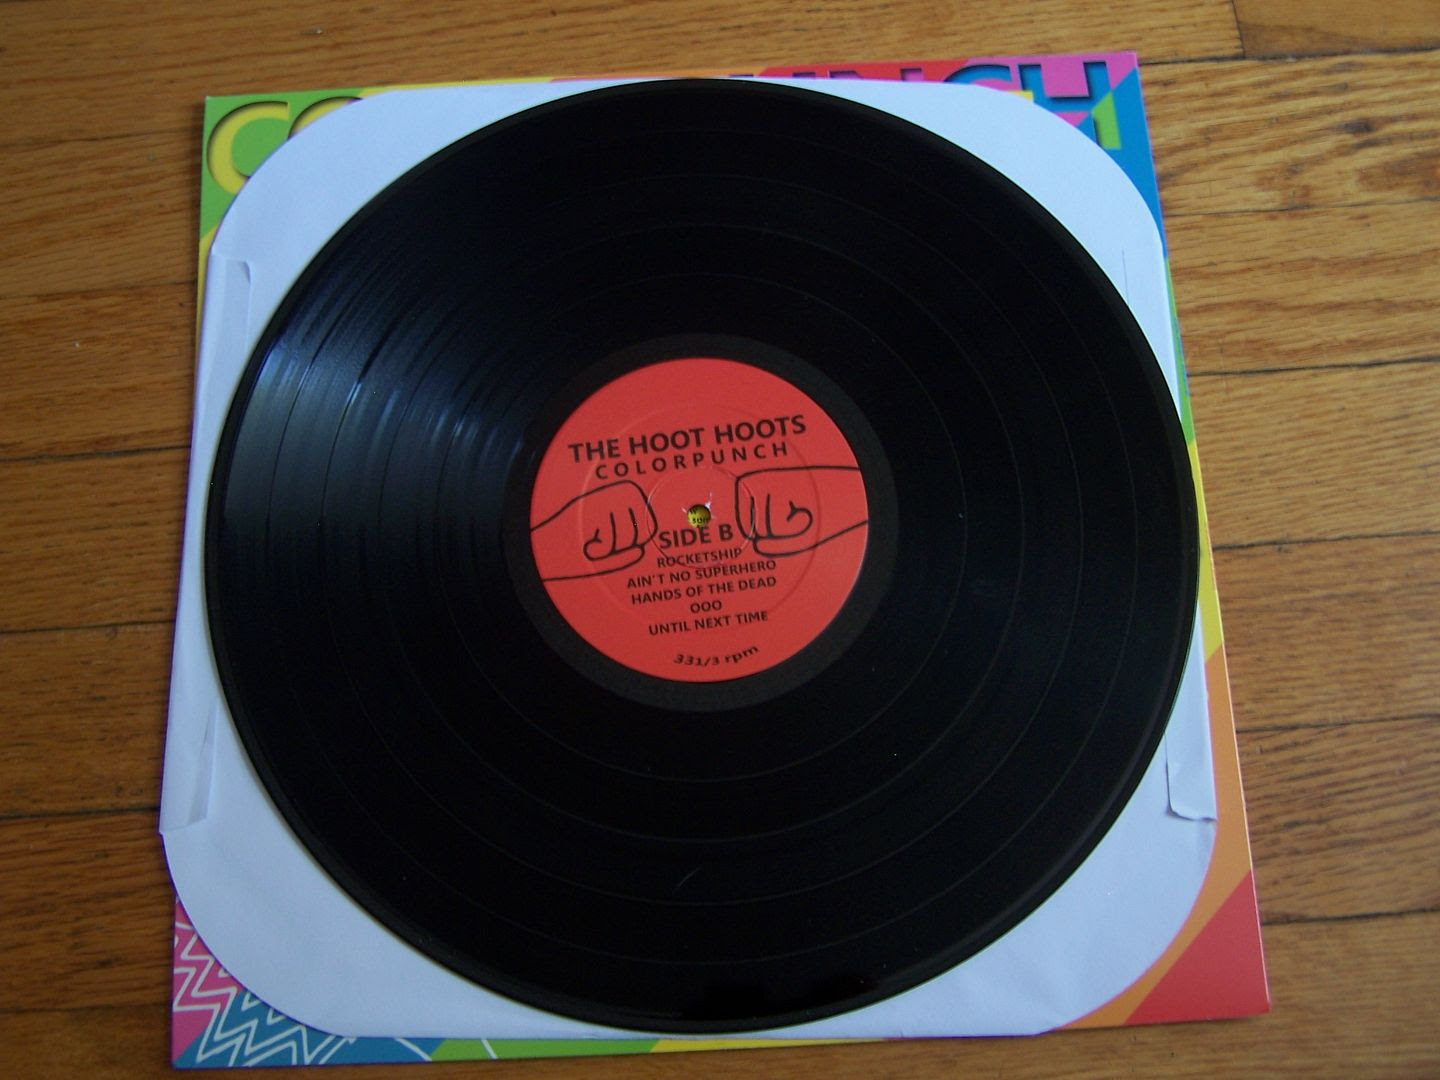 THE HOOT HOOTS
COLORPUNCH
SIDE B
ROCKETSHIP
AIN'T NO SUPERHERO
HANDS OF THE DEAD
OOO
UNTIL NEXT TIME
331/3 rpm